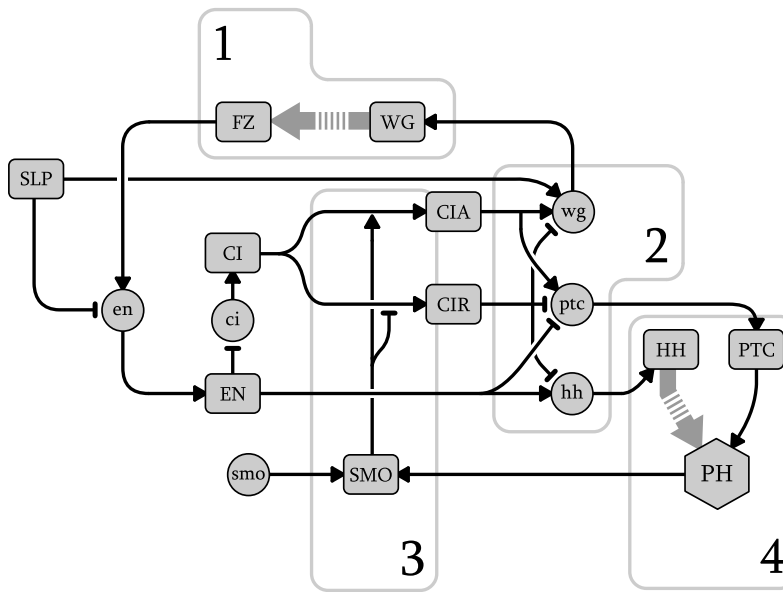 1
FZ
WG
SLP
CIA
wg
2
CI
en
ci
CIR
ptc
HH
PTC
EN
hh
smo
SMO
PH
3
4